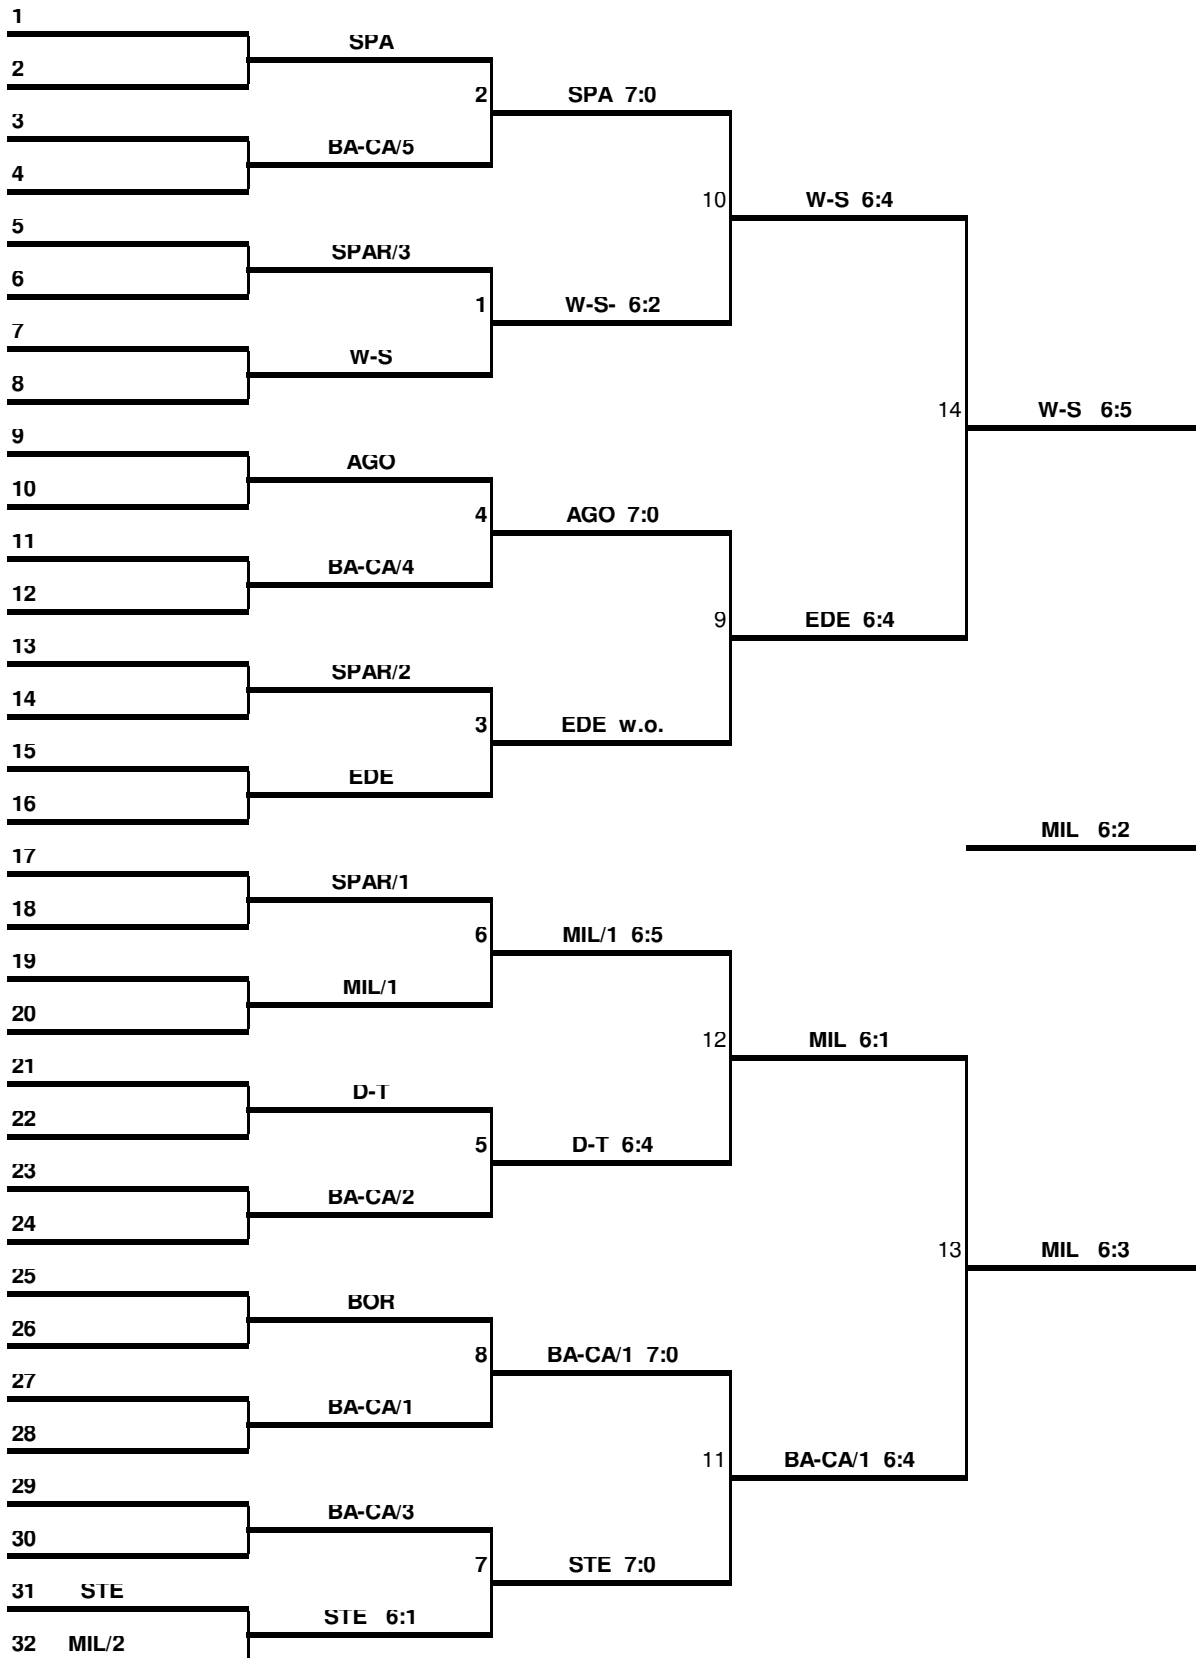 1
SPA
2
2 SPA 7:0
3
BA-CA/5
4
10 W-S 6:4
5
SPAR/3
6
1 W-S- 6:2
7
W-S
8
14 W-S 6:5
9
AGO
10
4 AGO 7:0
11
BA-CA/4
12
9 EDE 6:4
13
SPAR/2
14
3 EDE w.o.
15
EDE
16
MIL 6:2
17
SPAR/1
18
6 MIL/1 6:5
19
MIL/1
20
12 MIL 6:1
21
D-T
22
5 D-T 6:4
23
BA-CA/2
24
13 MIL 6:3
25
BOR
26
8 BA-CA/1 7:0
27
BA-CA/1
28
11 BA-CA/1 6:4
29
BA-CA/3
30
7 STE 7:0
31 STE
STE 6:1
32 MIL/2